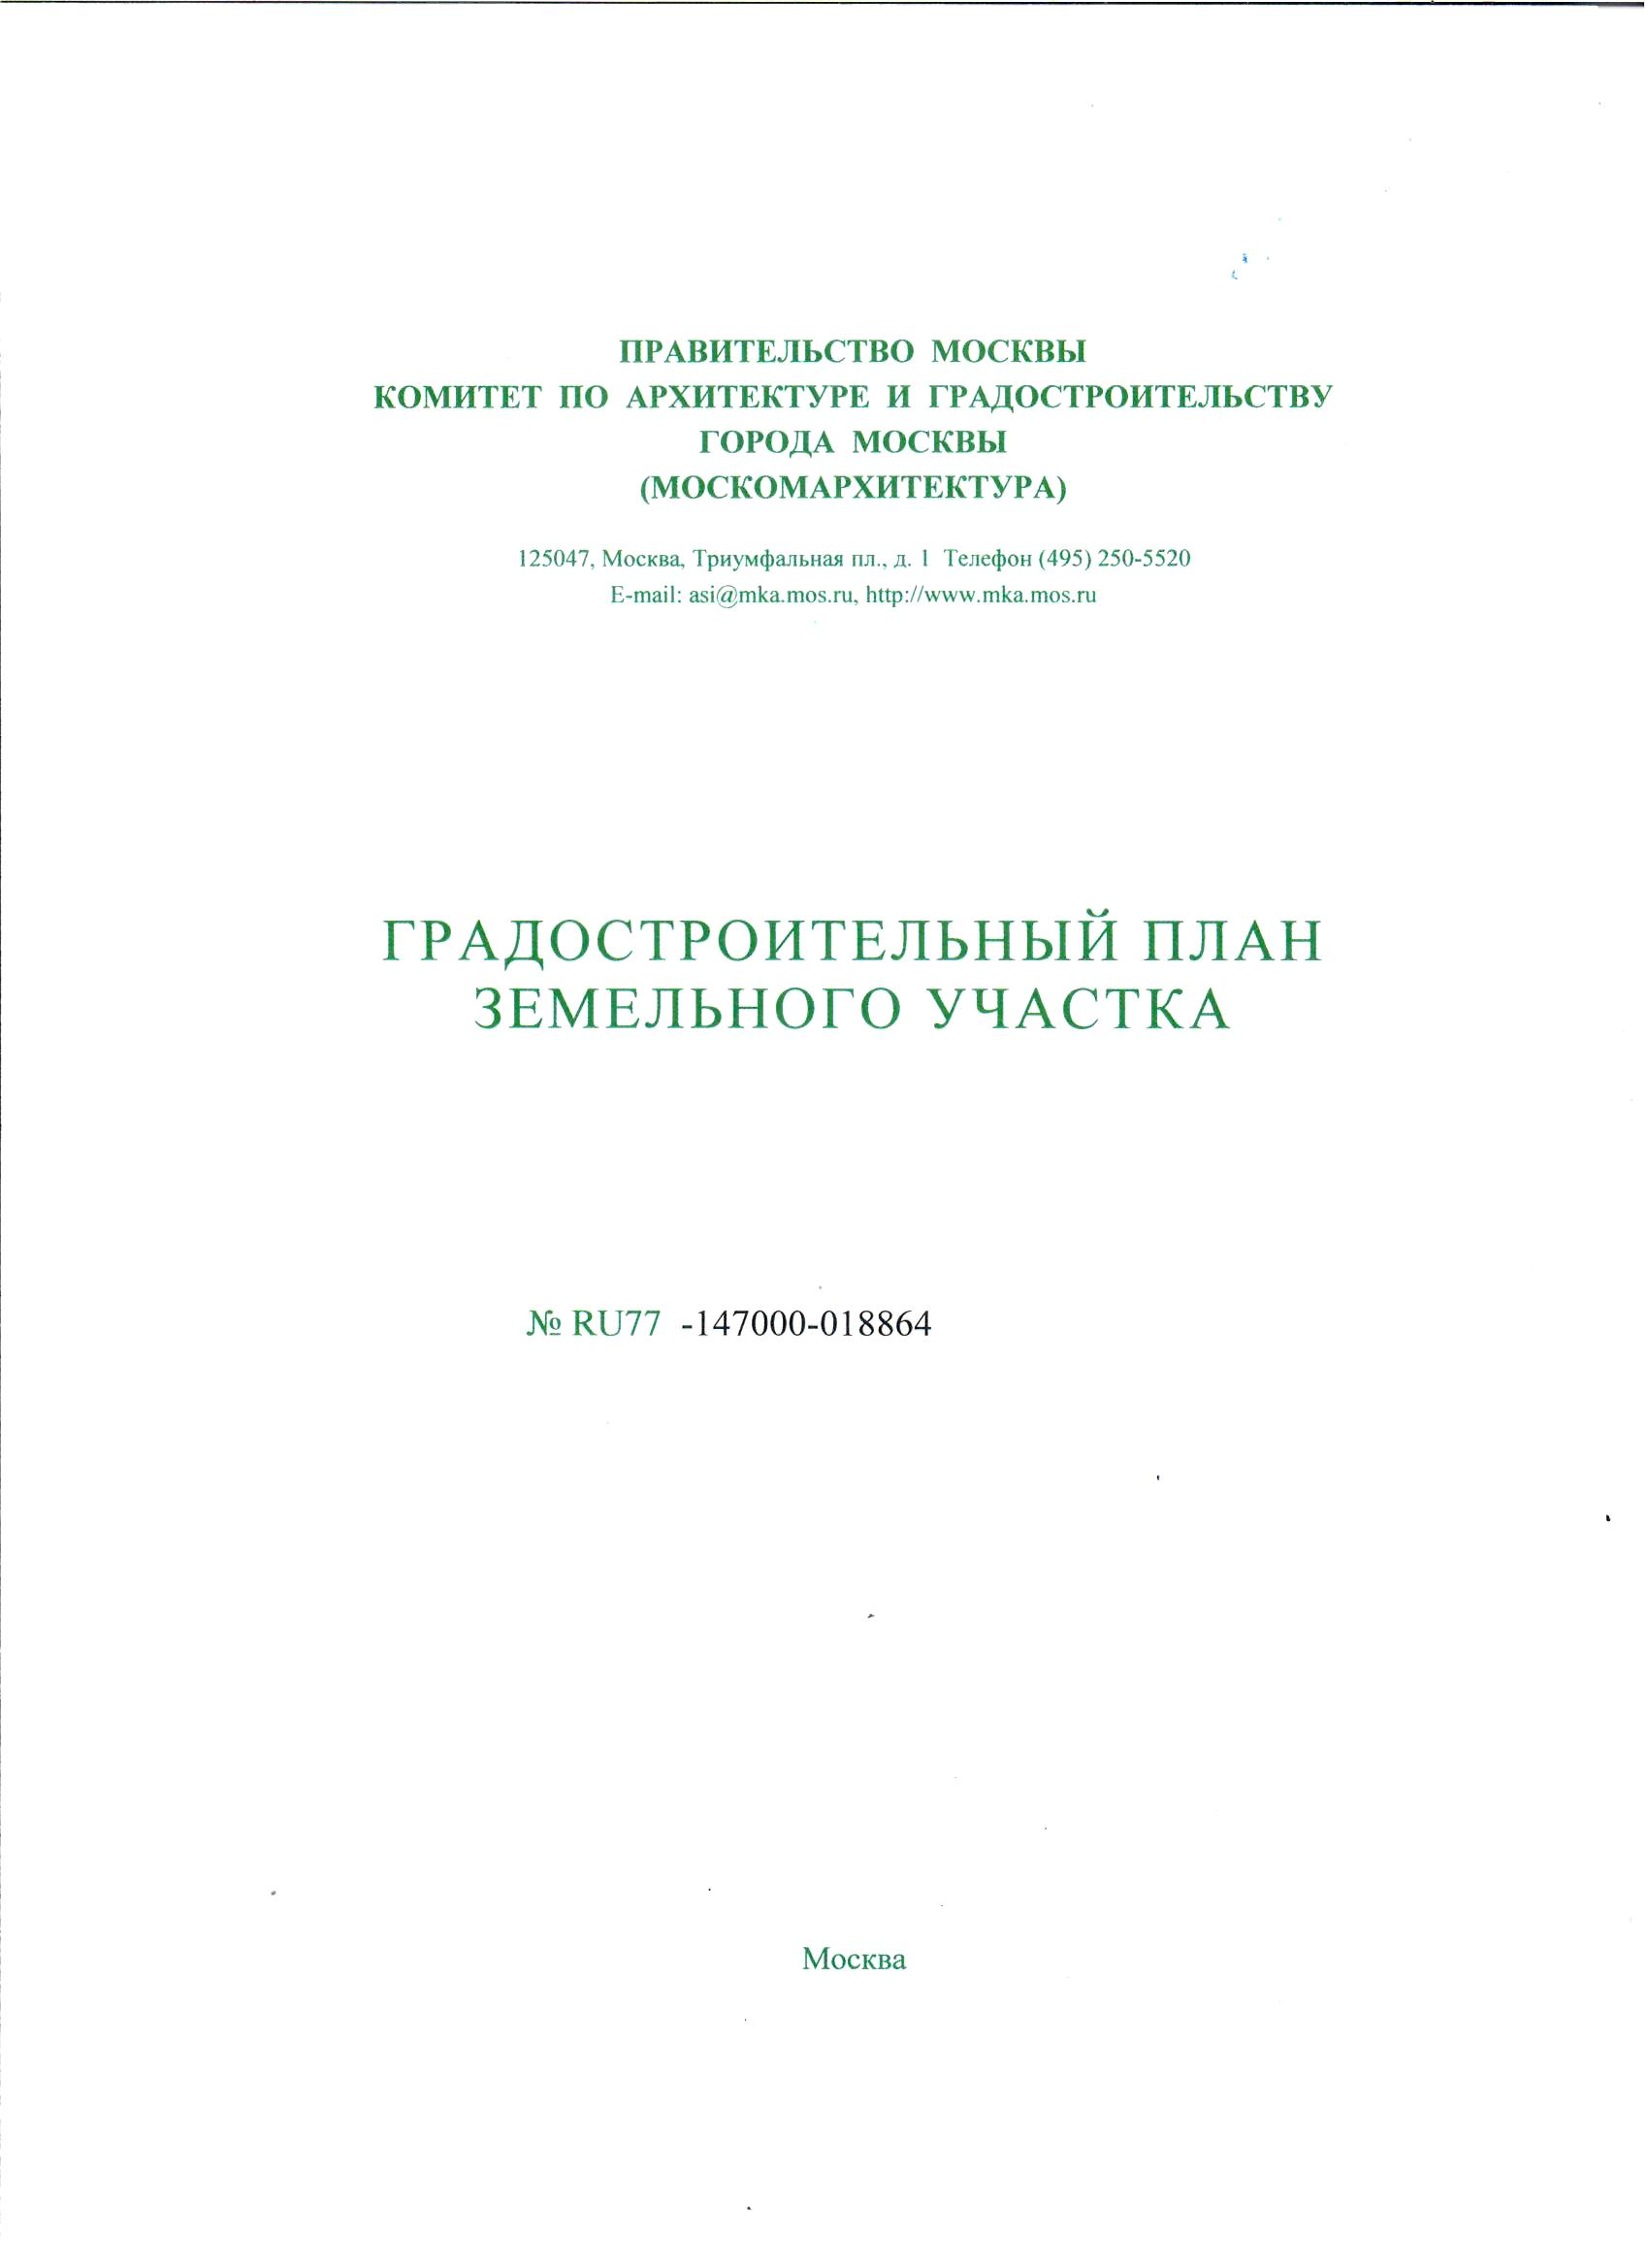 ПРАВИТЕЛЬСТВО МОСКВЫ
КОМИТЕТ ПО АРХИТЕКТУРЕ И ГРАДОСТРОИТЕЛЬСТВУ
ГОРОДА МОСКВЫ
(МОСКОМАРХИТЕКТУРА)
125047, Москва, Триумфальная пл., д. 1 Телефон (495) 250-5520
E-mail: asi@mka.mos.ru, http://www.mka.mos.ru
ГРАДОСТРОИТЕЛЬНЫЙ ПЛАН
ЗЕМЕЛЬНОГО УЧАСТКА
№ RU77 -147000-018864
Москва